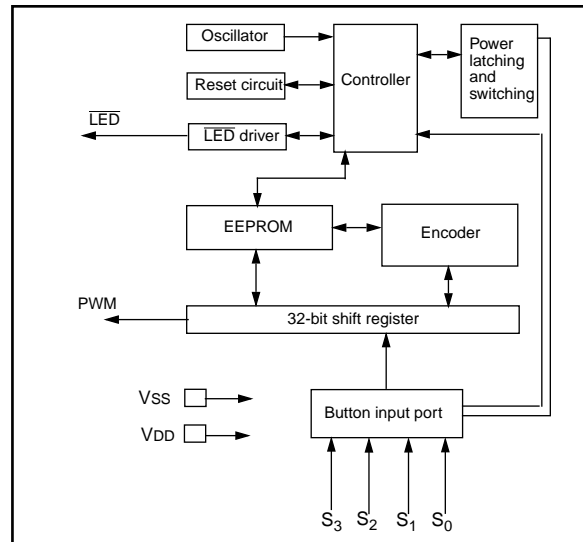 Oscillator
Reset circuit
LED
LED driver
Controller
Power
latching
and
switching
EEPROM
Encoder
PWM
32-bit shift register
VSS
VDD
Button input port
S3 S2 S1 S0